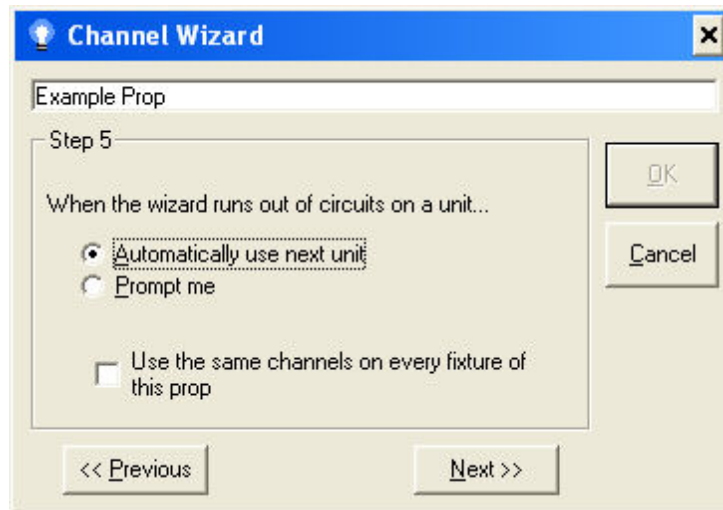 Channel Wizard
Example Prop
Step 5
OK
When the wizard runs out of circuits on a unit...
Automatically use next unit
Cancel
Prompt me
Use the same channels on every fixture of
this prop
<< Previous
Next >>